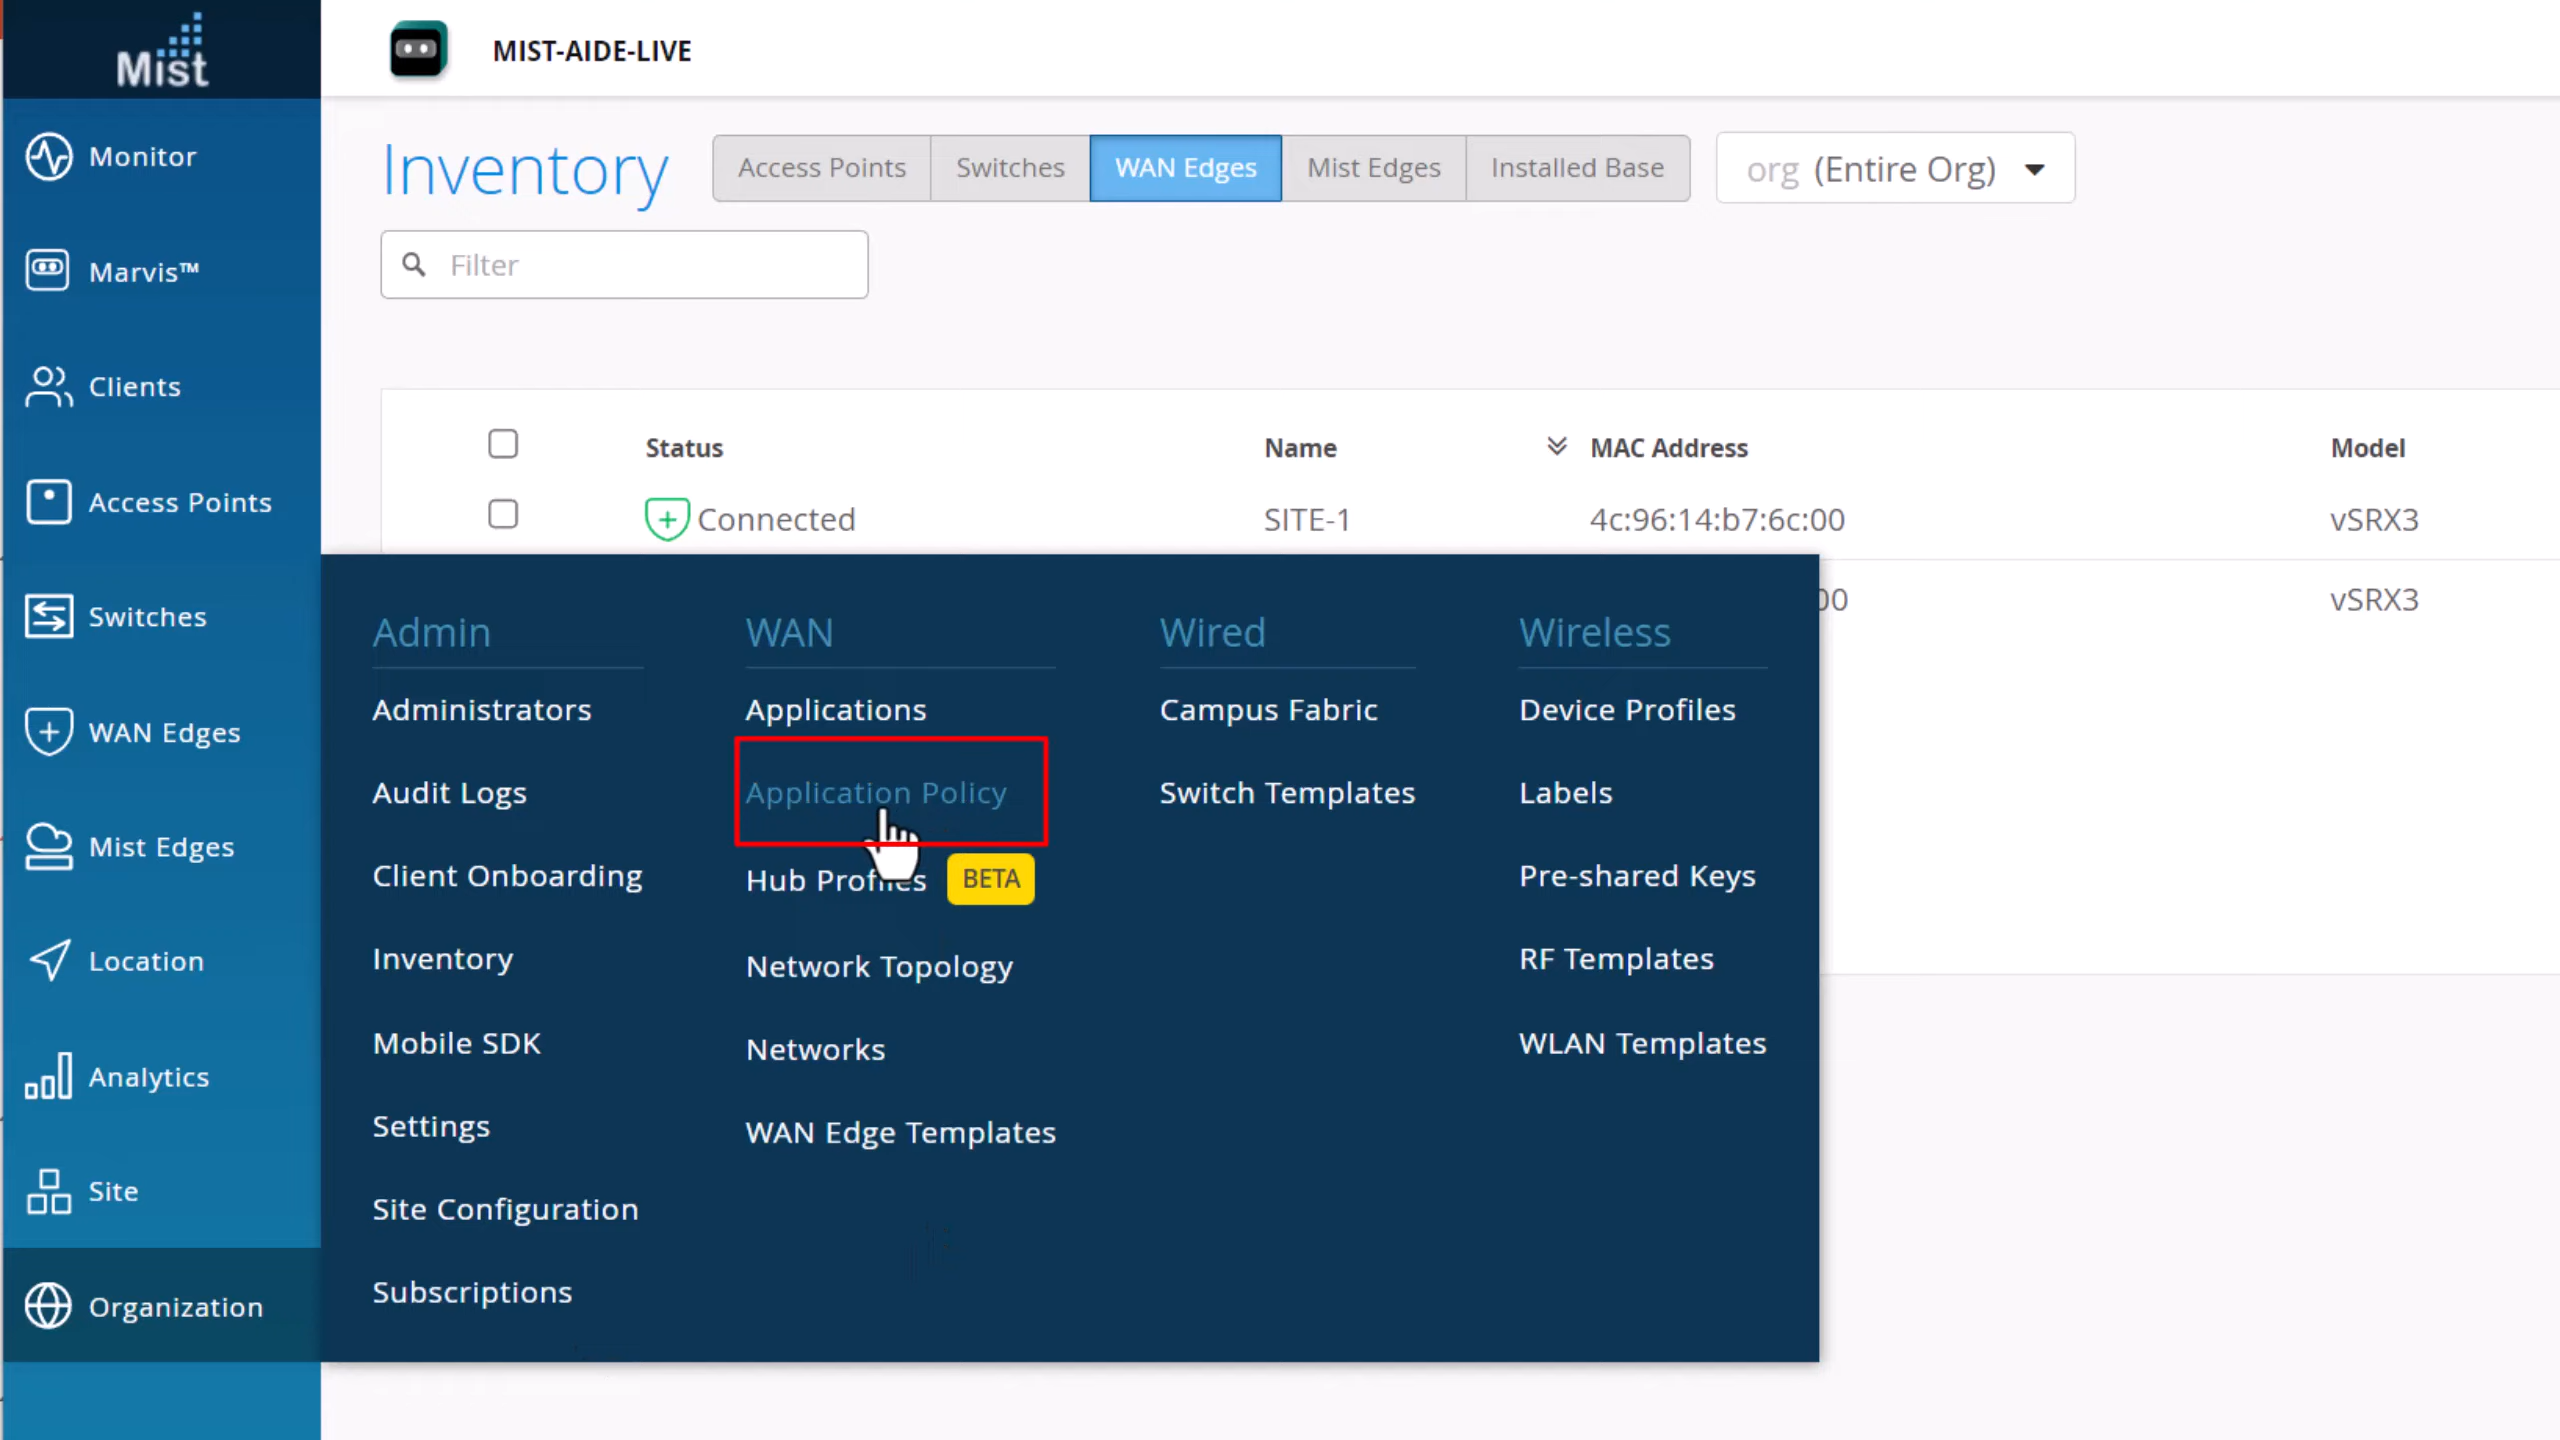 Mist
MIST-AIDE-LIVE
Monitor
Marvis™
Clients
Access Points
Switches
WAN Edges
Mist Edges
Location
Analytics
Site
Organization
Inventory
Access Points
Switches
WAN Edges
Mist Edges
Installed Base
org (Entire Org)
Filter
Status Name MAC Address Model
Connected SITE-1 4c:96:14:b7:6c:00 vSRX3
00 vSRX3
Admin
Administrators
Audit Logs
Client Onboarding
Inventory
Mobile SDK
Settings
Site Configuration
Subscriptions
WAN
Applications
Application Policy
Hub Profiles BETA
Network Topology
Networks
WAN Edge Templates
Wired
Campus Fabric
Switch Templates
Wireless
Device Profiles
Labels
Pre-shared Keys
RF Templates
WLAN Templates